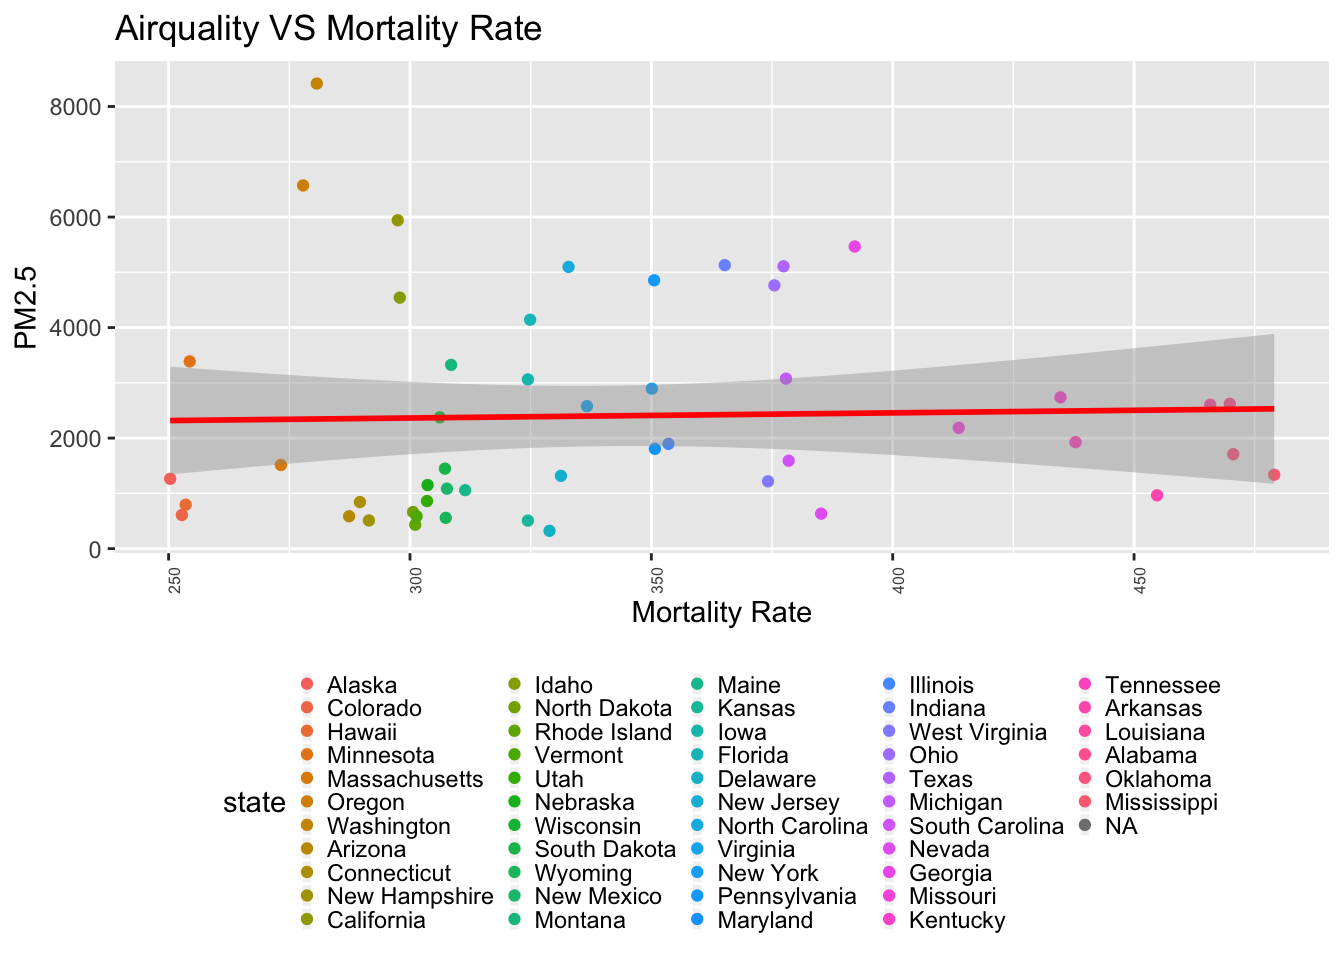 Airquality VS Mortality Rate
8000
6000
4000
2000
0
PM2.5
250 300 350 400 450
Mortality Rate
state
Alaska
Colorado
Hawaii
Minnesota
Massachusetts
Oregon
Washington
Arizona
Connecticut
New Hampshire
California
Idaho
North Dakota
Rhode Island
Vermont
Utah
Nebraska
Wisconsin
South Dakota
Wyoming
New Mexico
Montana
Maine
Kansas
Iowa
Florida
Delaware
New Jersey
North Carolina
Virginia
New York
Pennsylvania
Maryland
Illinois
Indiana
West Virginia
Ohio
Texas
Michigan
South Carolina
Nevada
Georgia
Missouri
Kentucky
Tennessee
Arkansas
Louisiana
Alabama
Oklahoma
Mississippi
NA